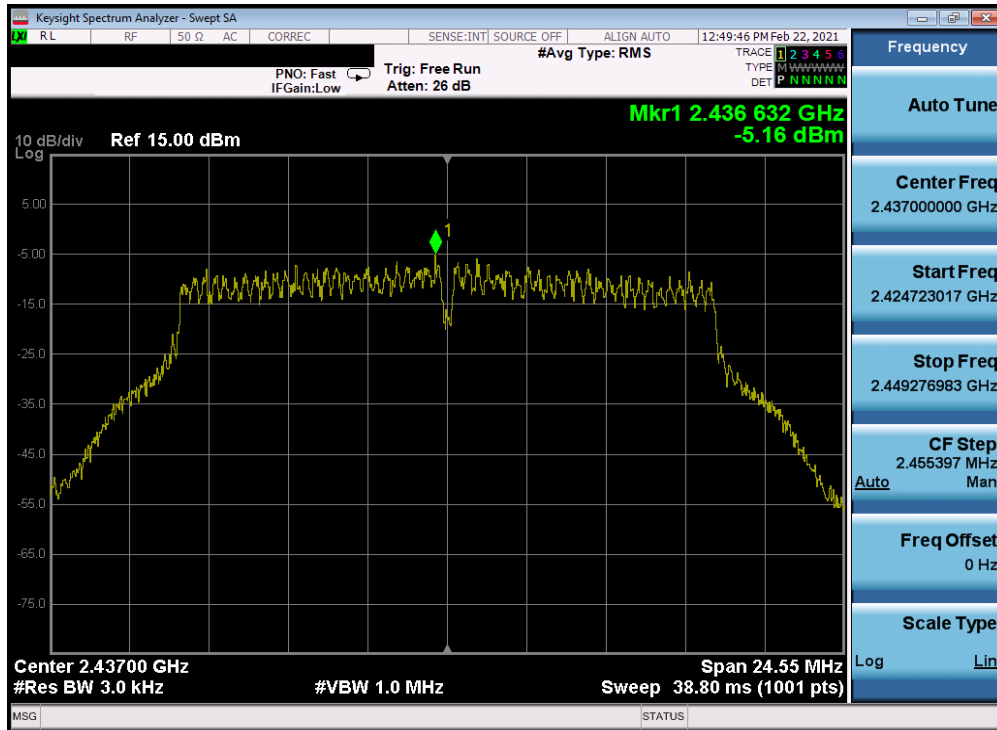 Keysight Spectrum Analyzer - Swept SA
LXI RL RF 50 Ω AC CORREC SENSE:INT SOURCE OFF ALIGN AUTO 12:49:46 PM Feb 22, 2021
#Avg Type: RMS
TRACE 1 2 3 4 5 6
PNO: Fast Trig: Free Run
TYPE M WWWWW
IFGain:Low Atten: 26 dB
DET P N N N N N
Mkr1 2.436 632 GHz
-5.16 dBm
10 dB/div Ref 15.00 dBm
Log
1
5.00
-5.00
-15.0
-25.0
-35.0
-45.0
-55.0
-65.0
-75.0
Center 2.43700 GHz Span 24.55 MHz
#Res BW 3.0 kHz #VBW 1.0 MHz Sweep 38.80 ms (1001 pts)
MSG STATUS
Frequency
Auto Tune
Center Freq
2.437000000 GHz
Start Freq
2.424723017 GHz
Stop Freq
2.449276983 GHz
CF Step
2.455397 MHz
Auto Man
Freq Offset
0 Hz
Scale Type
Log Lin